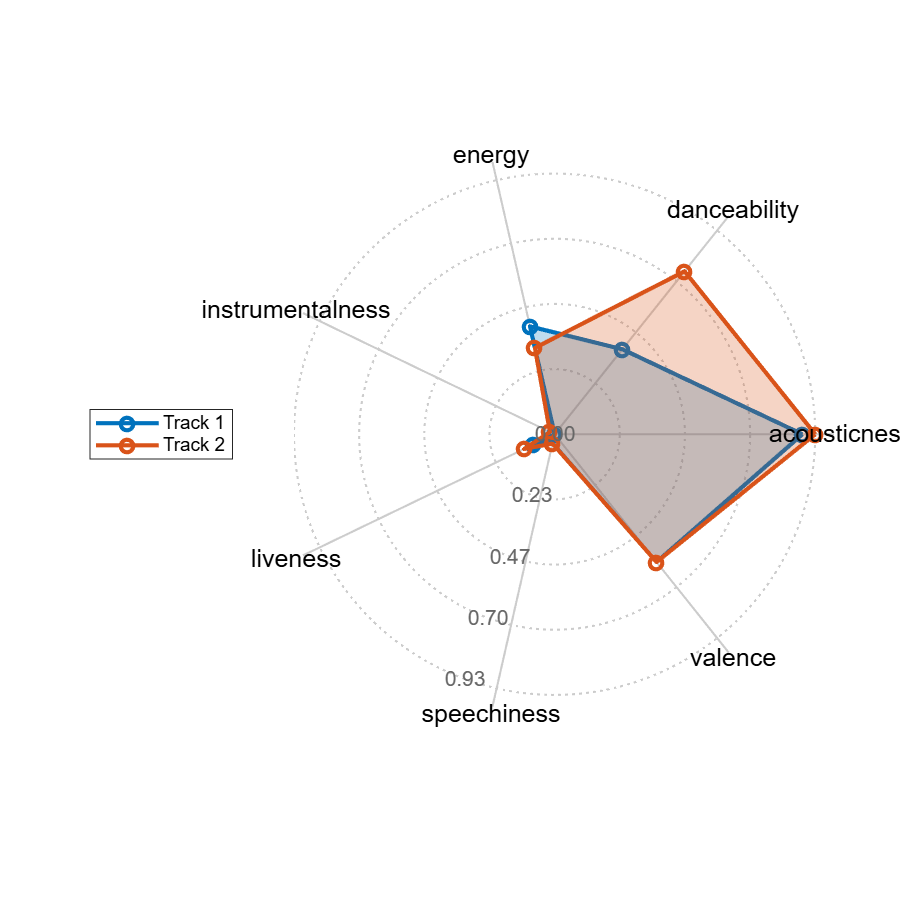 energy
danceability
instrumentalness
Track 1
Track 2
0.00
acousticnes
0.23
0.47
liveness
0.70
valence
0.93
speechiness